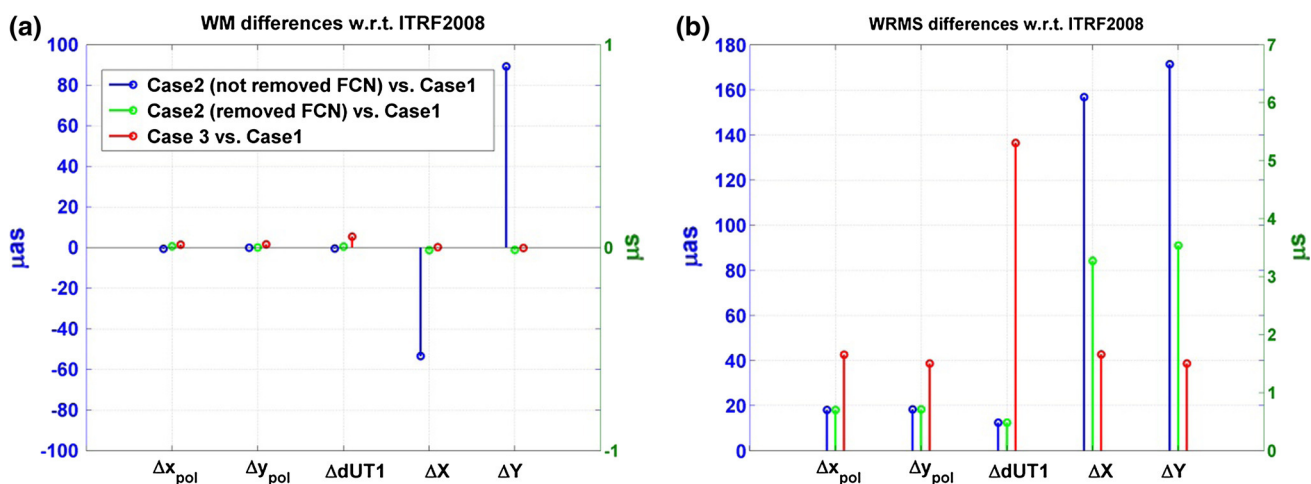 (a)
WM differences w.r.t. ITRF2008
100
80
60
40
20
0
-20
-40
-60
-80
-100
μas
Case2 (not removed FCN) vs. Case1
Case2 (removed FCN) vs. Case1
Case 3 vs. Case1
1
0
-1
μs
Δxpol
Δypol
ΔdUT1
ΔX
ΔY
(b)
WRMS differences w.r.t. ITRF2008
180
160
140
120
100
80
60
40
20
0
μas
7
6
5
4
3
2
1
0
μs
Δxpol
Δypol
ΔdUT1
ΔX
ΔY